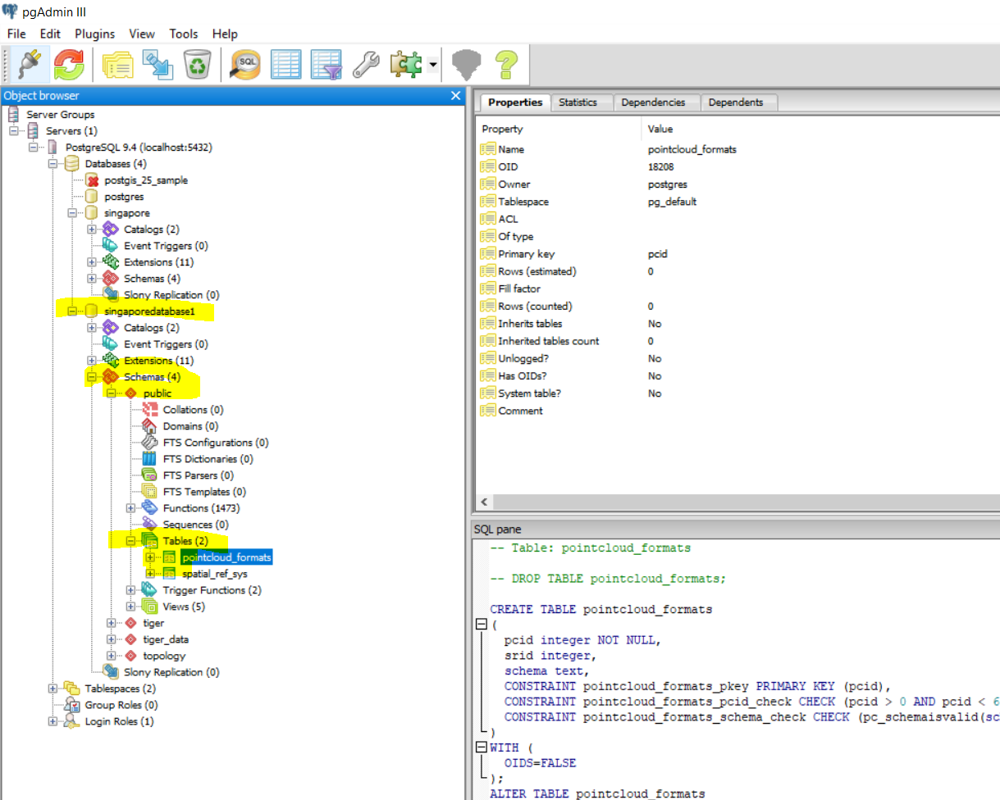 pgAdmin III
File Edit Plugins View Tools Help
SQL
Object browser
Server Groups
Servers (1)
PostgreSQL 9.4 (localhost:5432)
Databases (4)
postgis_25_sample
postgres
singapore
Catalogs (2)
Event Triggers (0)
Extensions (11)
Schemas (4)
Slony Replication (0)
singaporedatabase1
Catalogs (2)
Event Triggers (0)
Extensions (11)
Schemas (4)
public
Collations (0)
Domains (0)
FTS Configurations (0)
FTS Dictionaries (0)
FTS Parsers (0)
FTS Templates (0)
Functions (1473)
Sequences (0)
Tables (2)
pointcloud_formats
spatial_ref_sys
Trigger Functions (2)
Views (5)
tiger
tiger_data
topology
Slony Replication (0)
Tablespaces (2)
Group Roles (0)
Login Roles (1)
Properties Statistics Dependencies Dependents
Property Value
Name pointcloud_formats
OID 18208
Owner postgres
Tablespace pg_default
ACL
Of type
Primary key pcid
Rows (estimated) 0
Fill factor
Rows (counted) 0
Inherits tables No
Inherited tables count 0
Unlogged? No
Has OIDs? No
System table? No
Comment
SQL pane
-- Table: pointcloud_formats
-- DROP TABLE pointcloud_formats;
CREATE TABLE pointcloud_formats
(
pcid integer NOT NULL,
srid integer,
schema text,
CONSTRAINT pointcloud_formats_pkey PRIMARY KEY (pcid),
CONSTRAINT pointcloud_formats_pcid_check CHECK (pcid > 0 AND pcid < 6
CONSTRAINT pointcloud_formats_schema_check CHECK (pc_schemaisvalid(sc
)
WITH (
OIDS=FALSE
);
ALTER TABLE pointcloud_formats